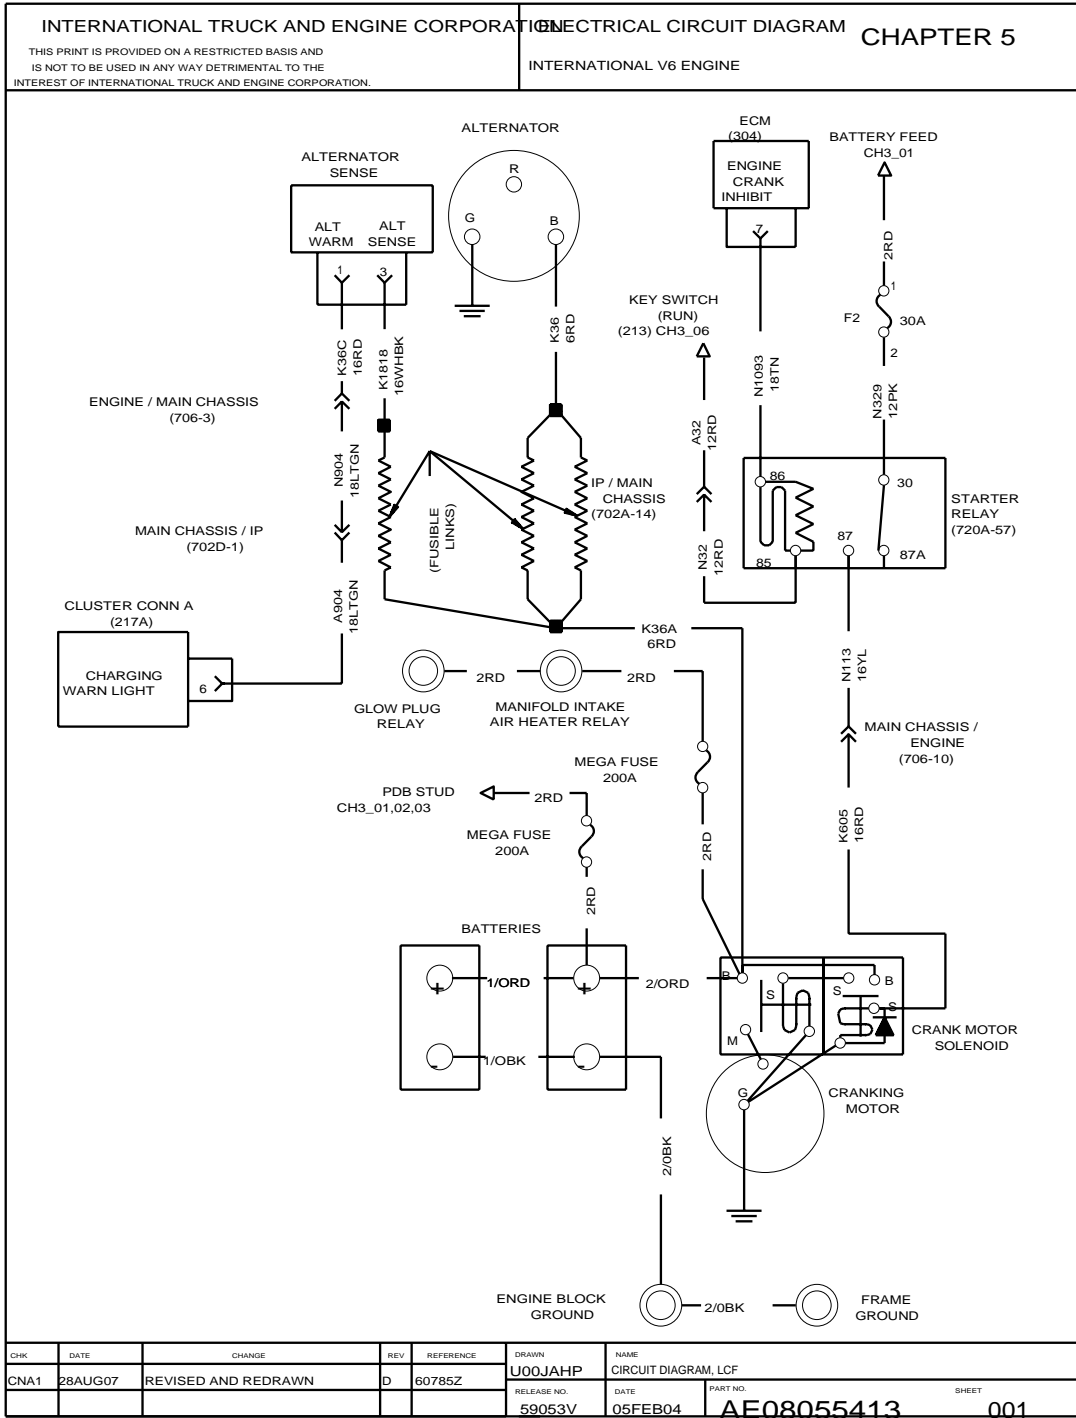 INTERNATIONAL TRUCK AND ENGINE CORPORATION
THIS PRINT IS PROVIDED ON A RESTRICTED BASIS AND
IS NOT TO BE USED IN ANY WAY DETRIMENTAL TO THE
INTEREST OF INTERNATIONAL TRUCK AND ENGINE CORPORATION.
ELECTRICAL CIRCUIT DIAGRAM
INTERNATIONAL V6 ENGINE
CHAPTER 5
ALTERNATOR
R
G
B
ALTERNATOR
SENSE
ALT
WARM
ALT
SENSE
1
3
ECM
(304)
ENGINE
CRANK
INHIBIT
7
BATTERY FEED
CH3_01
2RD
1
F2
30A
2
N329
12PK
KEY SWITCH
(RUN)
(213) CH3_06
K36C
16RD
K1818
16WHBK
K36
6RD
N1093
18TN
A32
12RD
ENGINE / MAIN CHASSIS
(706-3)
N904
18LTGN
(FUSIBLE
LINKS)
IP / MAIN
CHASSIS
(702A-14)
86
30
87
85
87A
STARTER
RELAY
(720A-57)
N32
12RD
MAIN CHASSIS / IP
(702D-1)
A904
18LTGN
CLUSTER CONN A
(217A)
CHARGING
WARN LIGHT
6
K36A
6RD
2RD
2RD
GLOW PLUG
RELAY
MANIFOLD INTAKE
AIR HEATER RELAY
N113
16YL
MAIN CHASSIS /
ENGINE
(706-10)
MEGA FUSE
200A
PDB STUD
CH3_01,02,03
2RD
MEGA FUSE
200A
2RD
K605
16RD
2RD
BATTERIES
+
1/ORD
+
2/ORD
-
1/OBK
-
B
S
M
S
B
S
CRANK MOTOR
SOLENOID
G
CRANKING
MOTOR
2/0BK
ENGINE BLOCK
GROUND
2/0BK
FRAME
GROUND
CHK DATE CHANGE REV REFERENCE
CNA1 28AUG07 REVISED AND REDRAWN D 60785Z
DRAWN
U00JAHP
NAME
CIRCUIT DIAGRAM, LCF
RELEASE NO.
59053V
DATE
05FEB04
PART NO.
AE08055413
SHEET
001